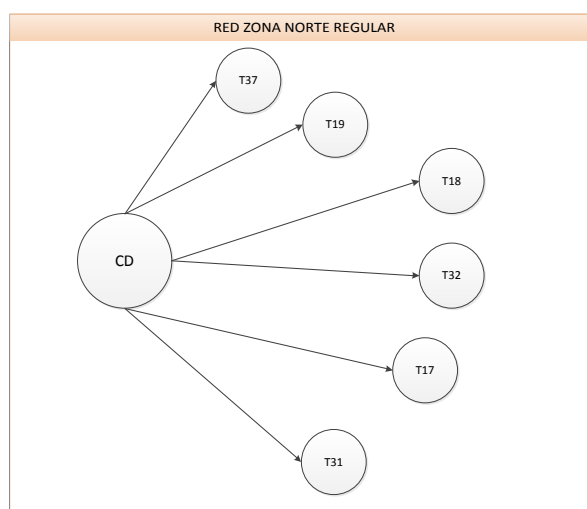 RED ZONA NORTE REGULAR
T37
T19
T18
CD
T32
T17
T31